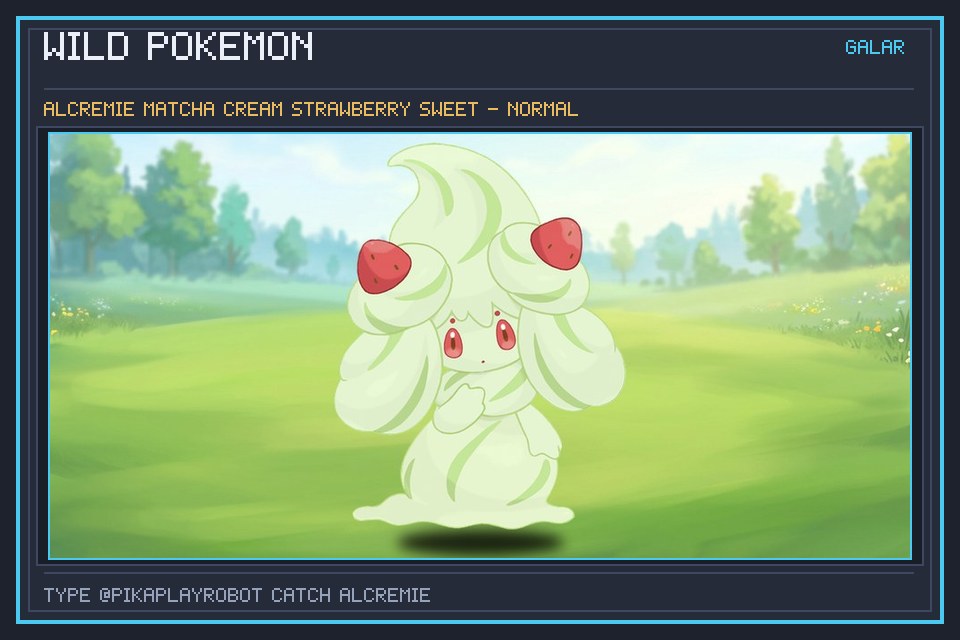 WILD POKEMON
GALAR
ALCREMIE MATCHA CREAM STRAWBERRY SWEET - NORMAL
TYPE @PIKAPLAYROBOT CATCH ALCREMIE